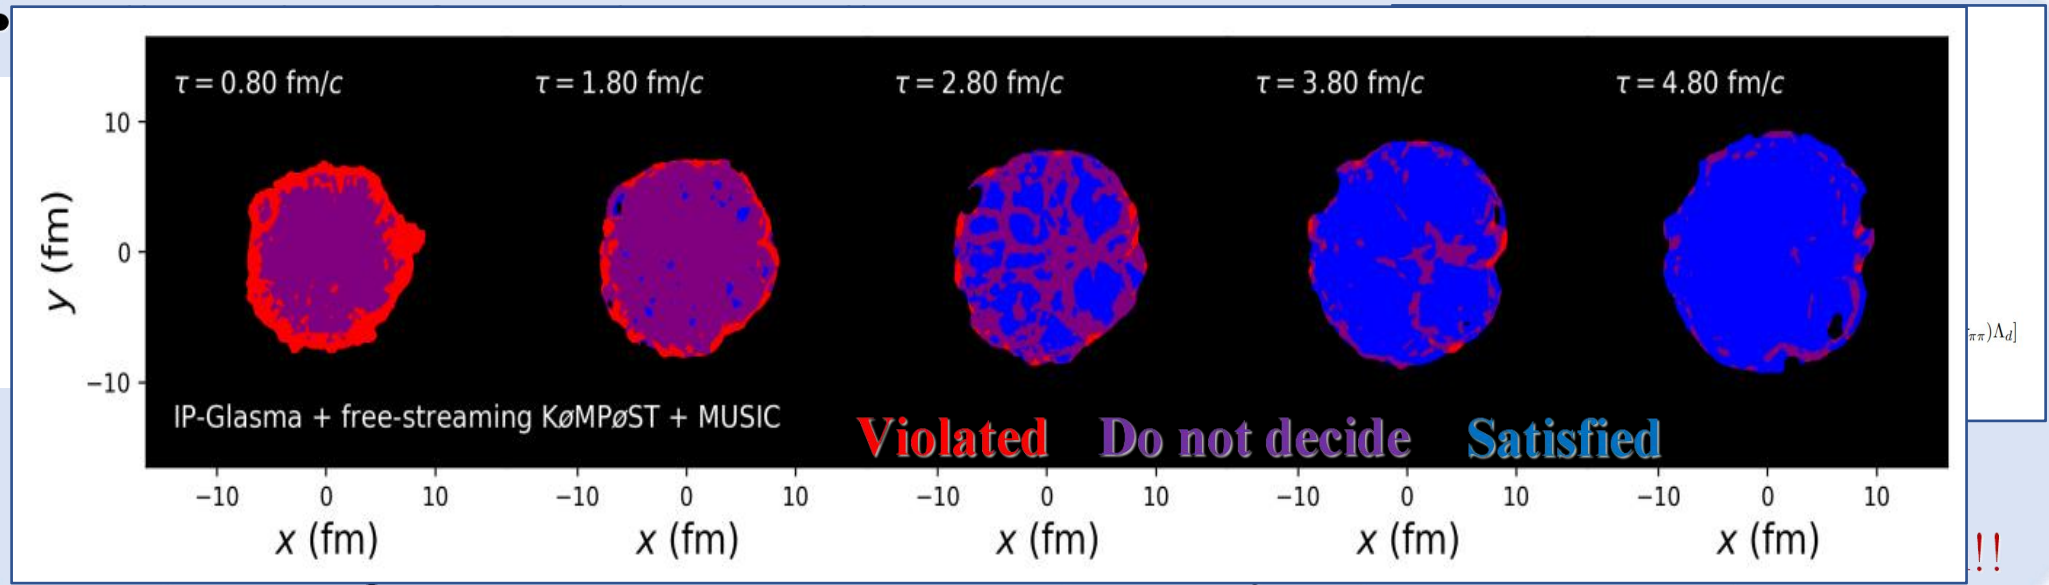 τ = 0.80 fm/c
τ = 1.80 fm/c
τ = 2.80 fm/c
τ = 3.80 fm/c
τ = 4.80 fm/c
10
0
−10
y (fm)
ππ)Λd]
IP-Glasma + free-streaming KøMPøST + MUSIC
Violated Do not decide Satisfied
−10 0 10
−10 0 10
−10 0 10
−10 0 10
−10 0 10
x (fm)
x (fm)
x (fm)
x (fm)
x (fm)
!!